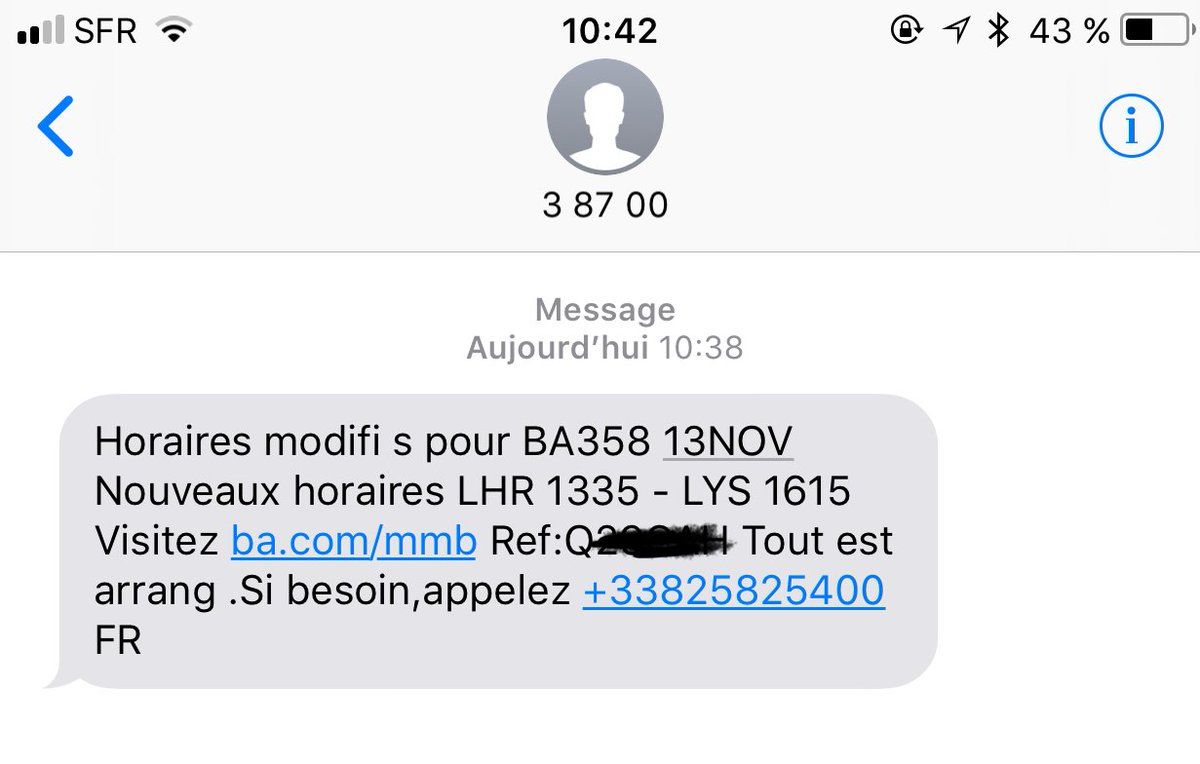 SFR 10:42 43 %
3 87 00
Message
Aujourd’hui 10:38
Horaires modifi s pour BA358 13NOV
Nouveaux horaires LHR 1335 - LYS 1615
Visitez ba.com/mmb Ref: Tout est
arrang .Si besoin,appelez +33825825400
FR